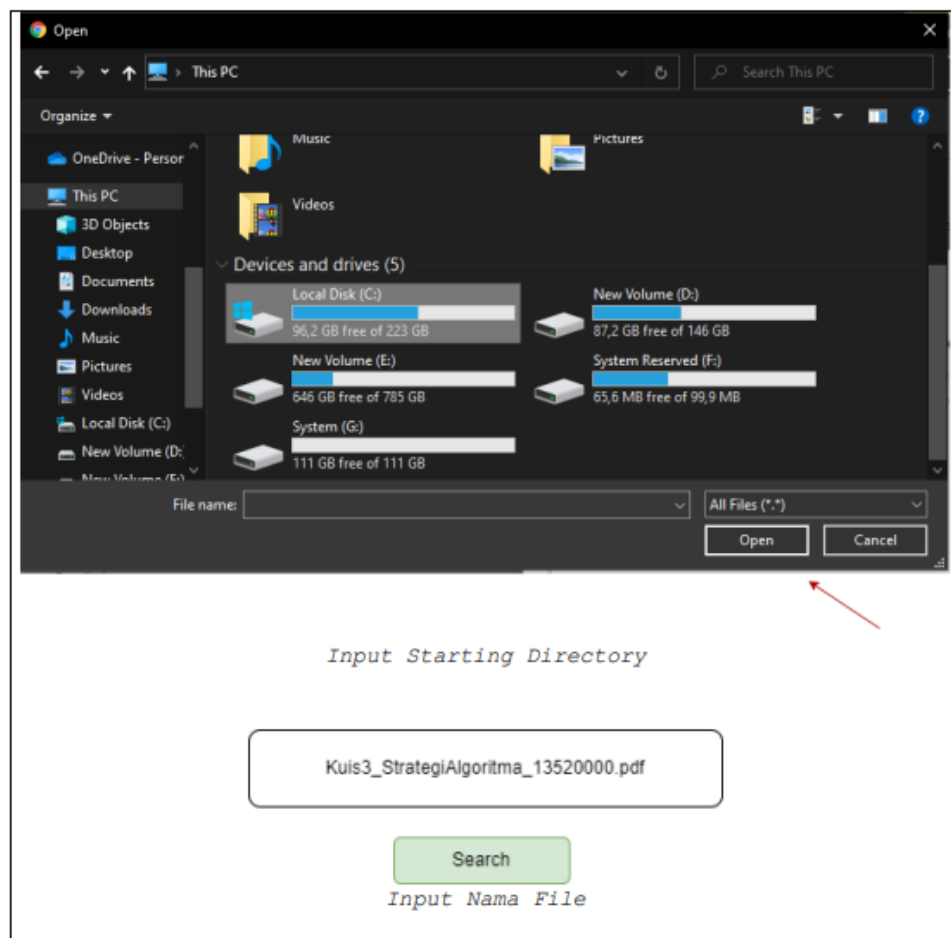 Open
This PC
Search This PC
Organize
OneDrive - Person
This PC
3D Objects
Desktop
Documents
Downloads
Music
Pictures
Videos
Local Disk (C:)
New Volume (D:
New Volume (E:)
Music
Pictures
Videos
Devices and drives (5)
Local Disk (C:)
96,2 GB free of 223 GB
New Volume (D:)
87,2 GB free of 146 GB
New Volume (E:)
646 GB free of 785 GB
System Reserved (F:)
65,6 MB free of 99,9 MB
System (G:)
111 GB free of 111 GB
File name:
All Files (*.*)
Open
Cancel
Input Starting Directory
Kuis3_StrategiAlgoritma_13520000.pdf
Search
Input Nama File